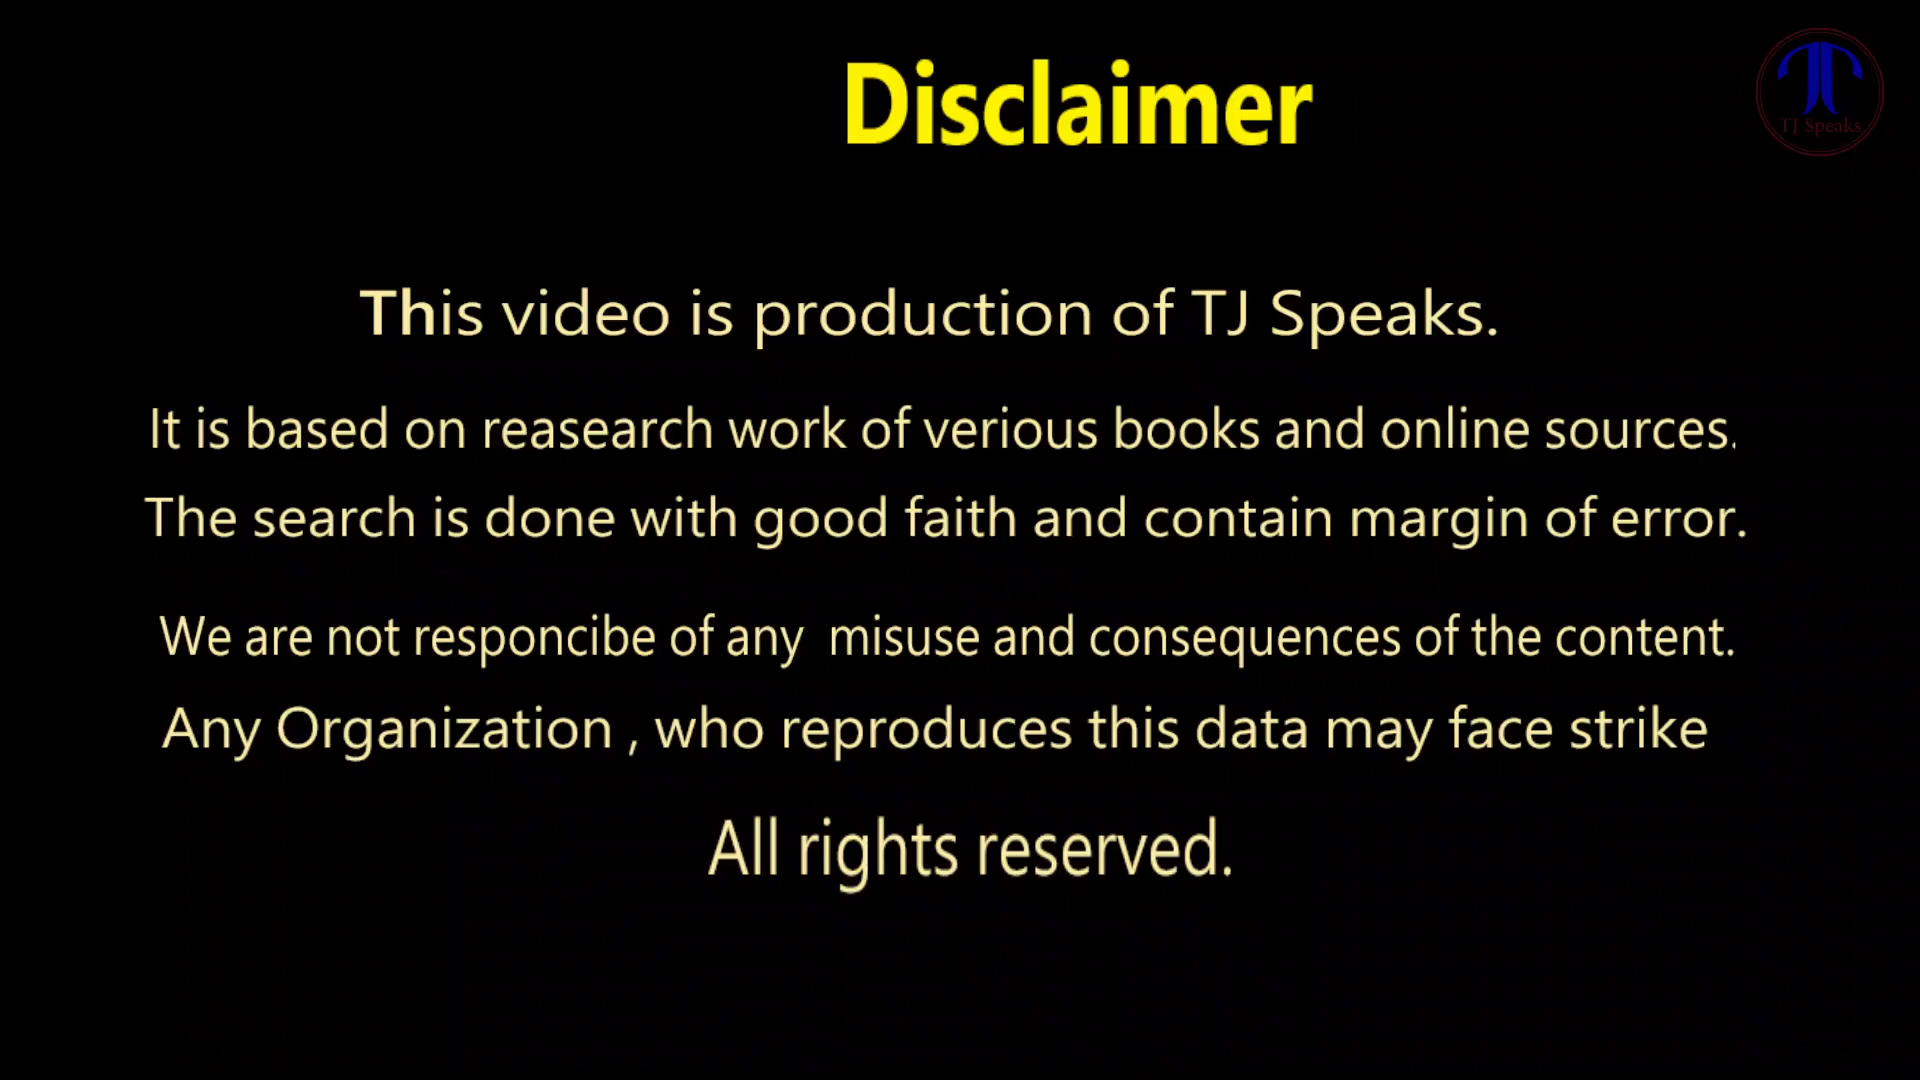 Disclaimer
TJ Speaks
This video is production of TJ Speaks.
It is based on reasearch work of verious books and online sources.
The search is done with good faith and contain margin of error.
We are not responcibe of any misuse and consequences of the content.
Any Organization , who reproduces this data may face strike
All rights reserved.